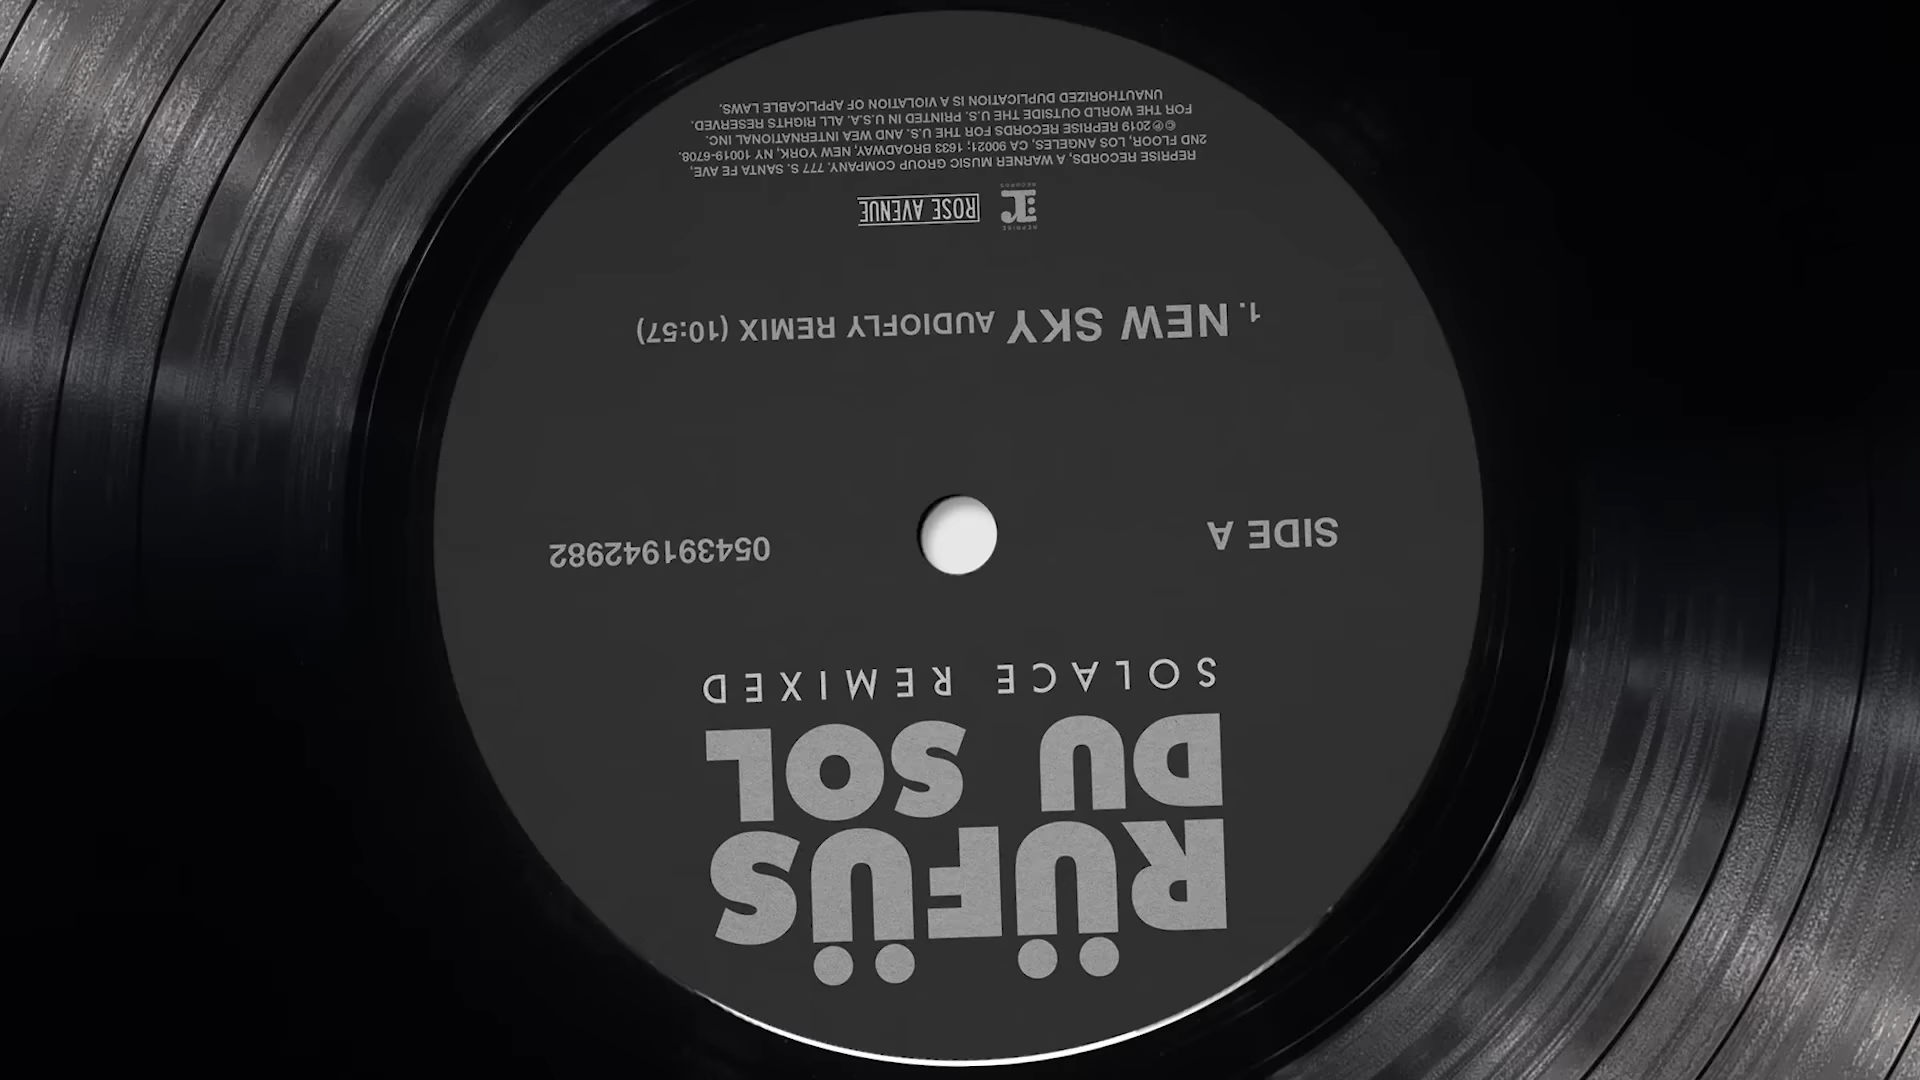 RÜFÜS
DU SOL
SOLACE REMIXED
SIDE A
054391942982
1. NEW SKY AUDIOFLY REMIX (10:57)
REPRISE
RECORDS
ROSE AVENUE
REPRISE RECORDS, A WARNER MUSIC GROUP COMPANY. 777 S. SANTA FE AVE,
2ND FLOOR, LOS ANGELES, CA 90021; 1633 BROADWAY, NEW YORK, NY 10019-6708.
©℗2019 REPRISE RECORDS FOR THE U.S. AND WEA INTERNATIONAL INC.
FOR THE WORLD OUTSIDE THE U.S. PRINTED IN U.S.A. ALL RIGHTS RESERVED.
UNAUTHORIZED DUPLICATION IS A VIOLATION OF APPLICABLE LAWS.